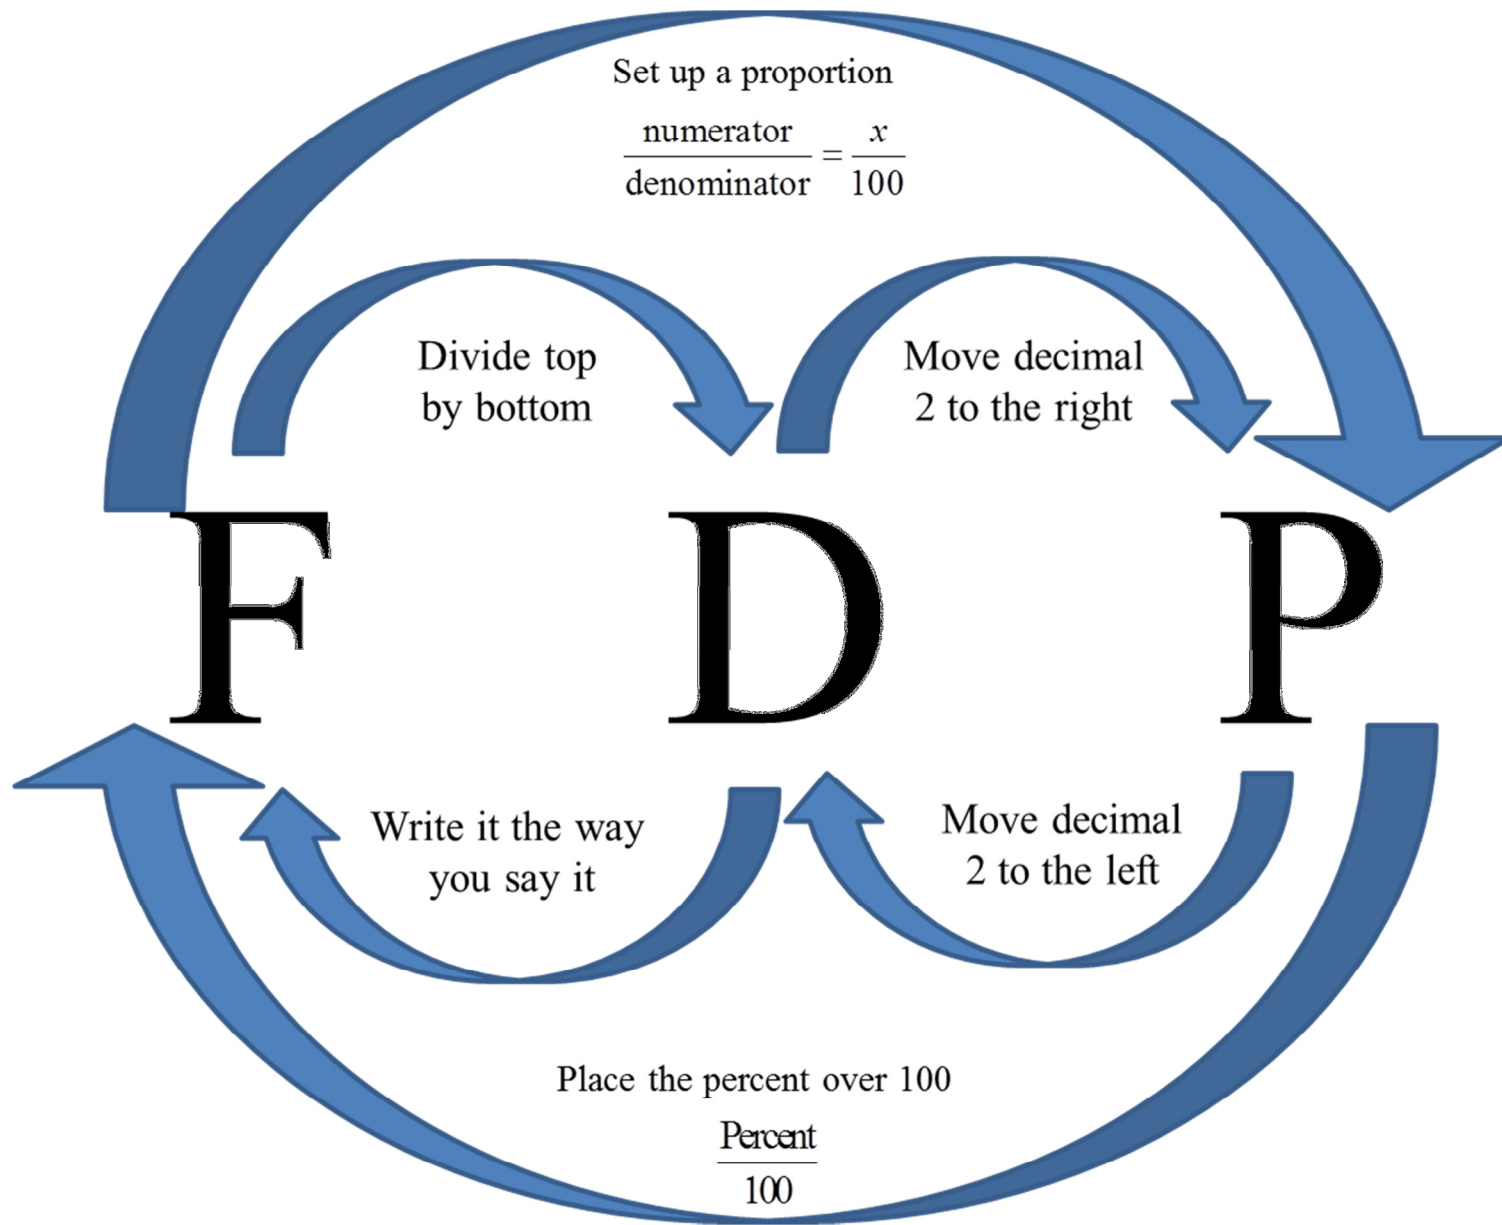 Set up a proportion
numerator x
——— = ———
denominator 100
Divide top
by bottom
Move decimal
2 to the right
F D P
Write it the way
you say it
Move decimal
2 to the left
Place the percent over 100
Percent
100